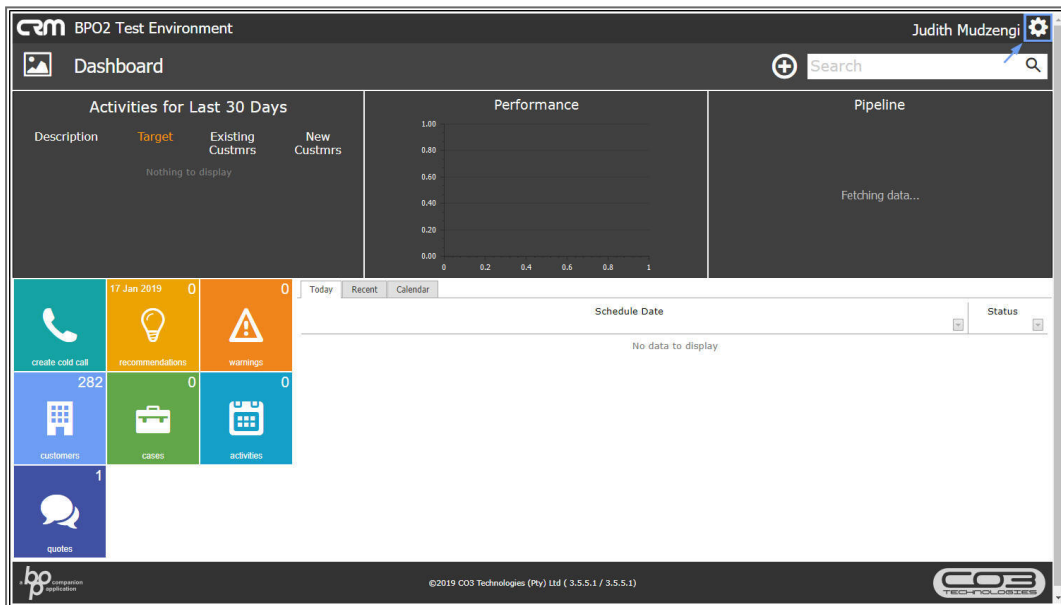 CRM BPO2 Test Environment
Judith Mudzengi
Dashboard
Search
Activities for Last 30 Days
Description Target Existing Custmrs New Custmrs
Nothing to display
Performance
1.00
0.80
0.60
0.40
0.20
0.00
0 0.2 0.4 0.6 0.8 1
Pipeline
Fetching data...
create cold call
17 Jan 2019 0
recommendations
0
warnings
282
customers
0
cases
0
activities
1
quotes
Today Recent Calendar
Schedule Date Status
No data to display
a bp companion application
©2019 CO3 Technologies (Pty) Ltd ( 3.5.5.1 / 3.5.5.1)
CO3
TECHNOLOGIES